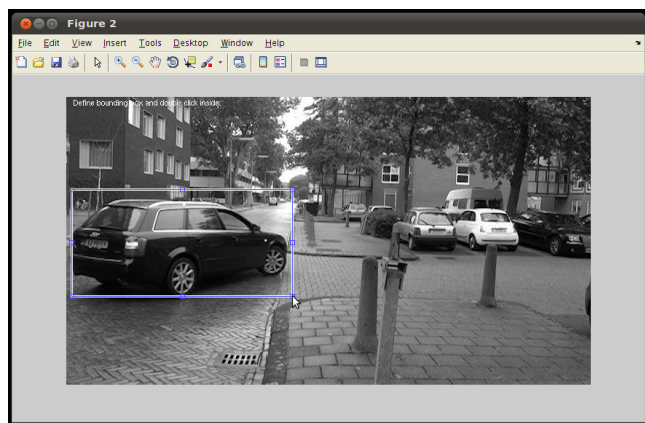 Figure 2
File Edit View Insert Tools Desktop Window Help
Define bounding box and double click inside.